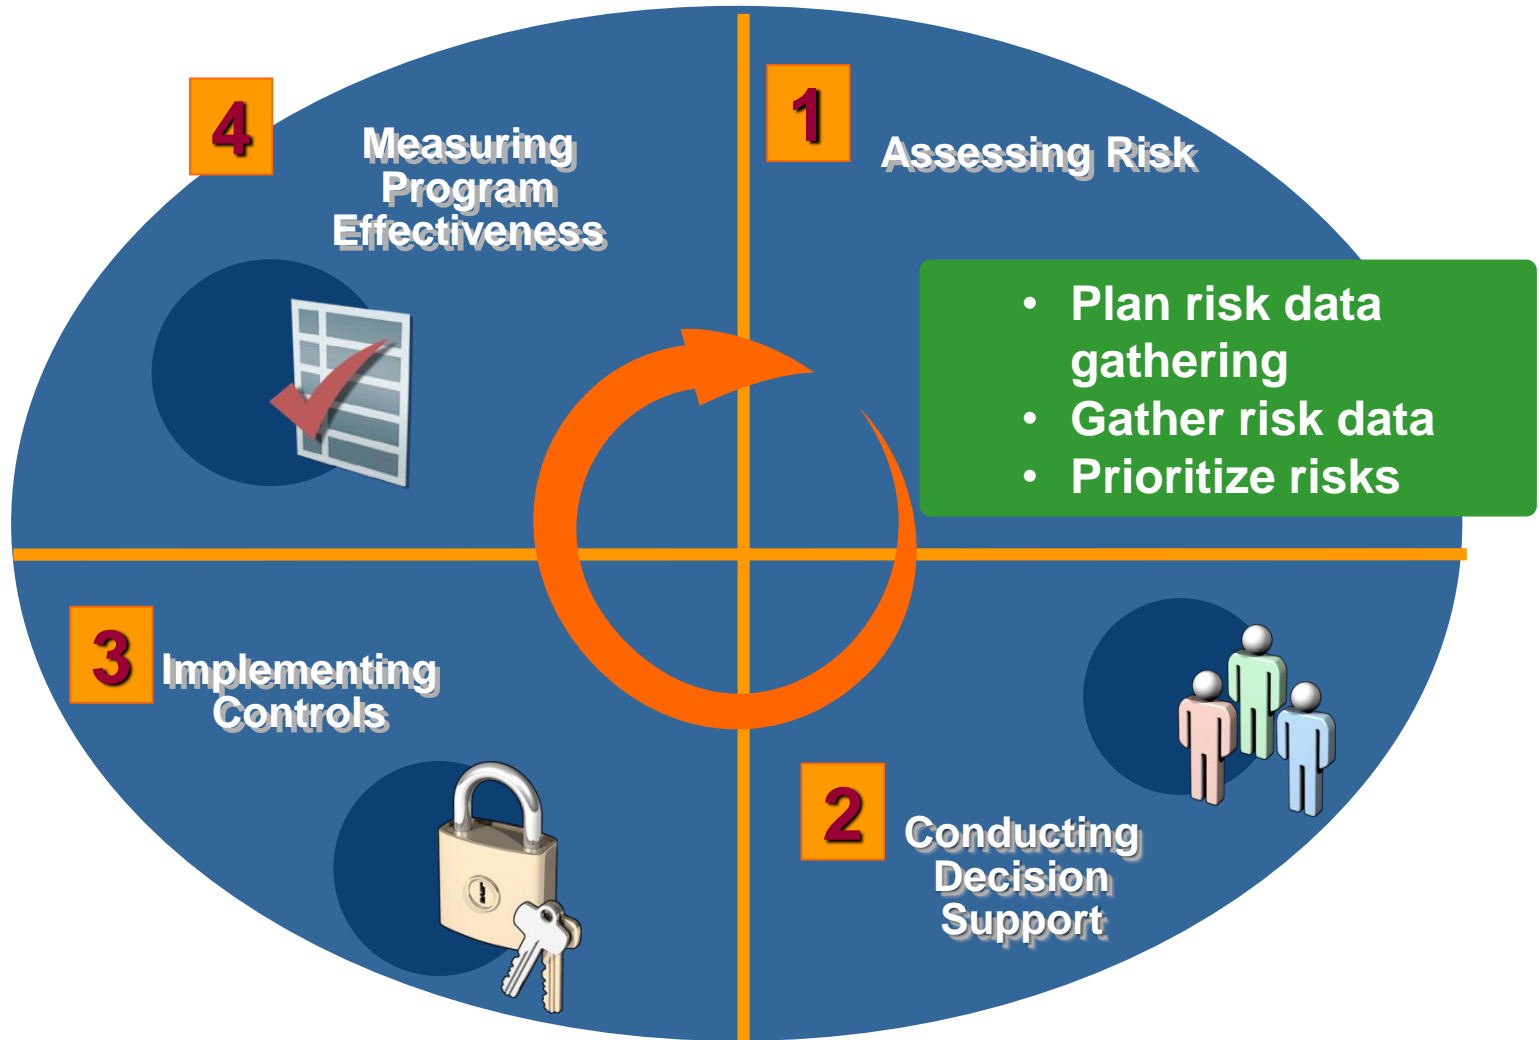 1
Assessing Risk
• Plan risk data
gathering
• Gather risk data
• Prioritize risks
2
Conducting
Decision
Support
3
Implementing
Controls
4
Measuring
Program
Effectiveness